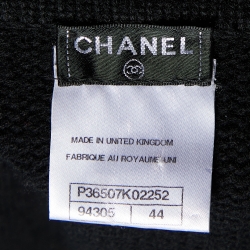 CHANEL
MADE IN UNITED KINGDOM
FABRIQUE AU ROYAUME UNI
P36507K02252
94305 44